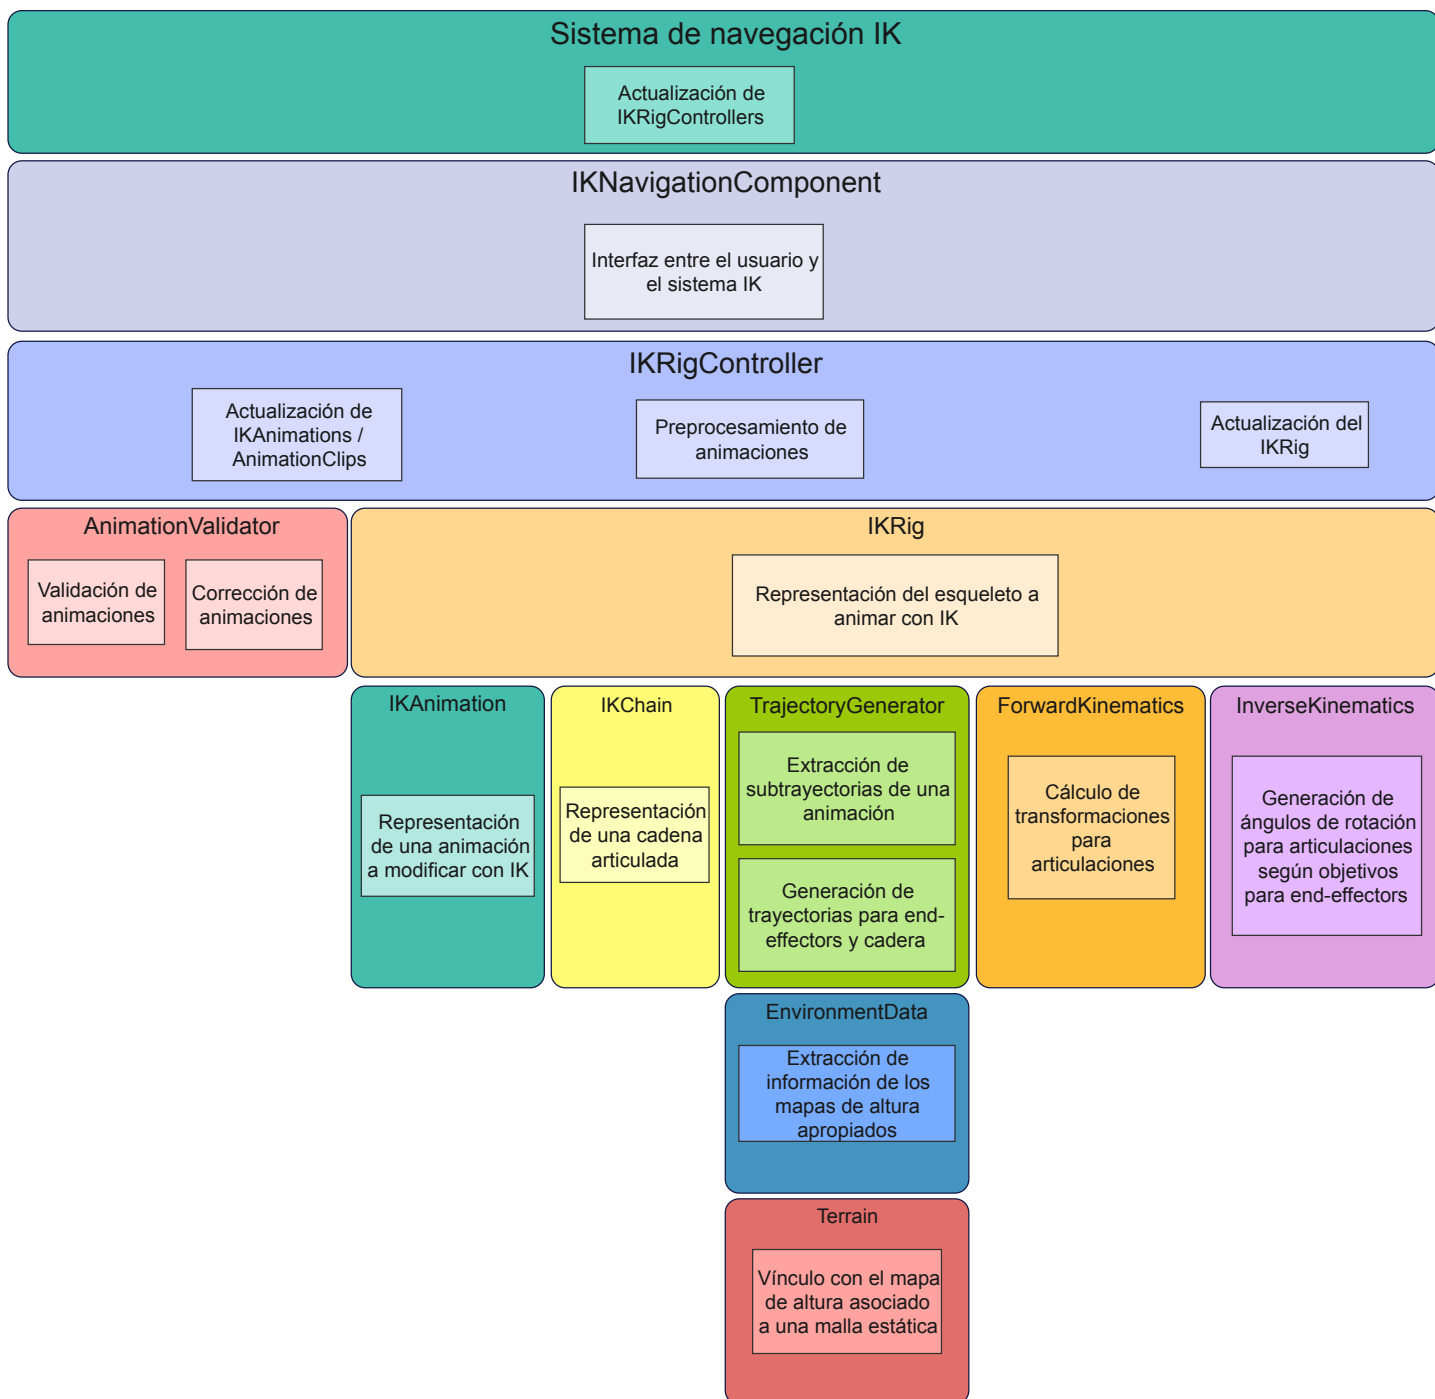 Sistema de navegación IK
Actualización de
IKRigControllers
IKNavigationComponent
Interfaz entre el usuario y
el sistema IK
IKRigController
Actualización de
IKAnimations /
AnimationClips
Preprocesamiento de
animaciones
Actualización del
IKRig
AnimationValidator
Validación de
animaciones
Corrección de
animaciones
IKRig
Representación del esqueleto a
animar con IK
IKAnimation
Representación
de una animación
a modificar con IK
IKChain
Representación
de una cadena
articulada
TrajectoryGenerator
Extracción de
subtrayectorias de una
animación
Generación de
trayectorias para end-
effectors y cadera
ForwardKinematics
Cálculo de
transformaciones
para
articulaciones
InverseKinematics
Generación de
ángulos de rotación
para articulaciones
según objetivos
para end-effectors
EnvironmentData
Extracción de
información de los
mapas de altura
apropiados
Terrain
Vínculo con el mapa
de altura asociado
a una malla estática